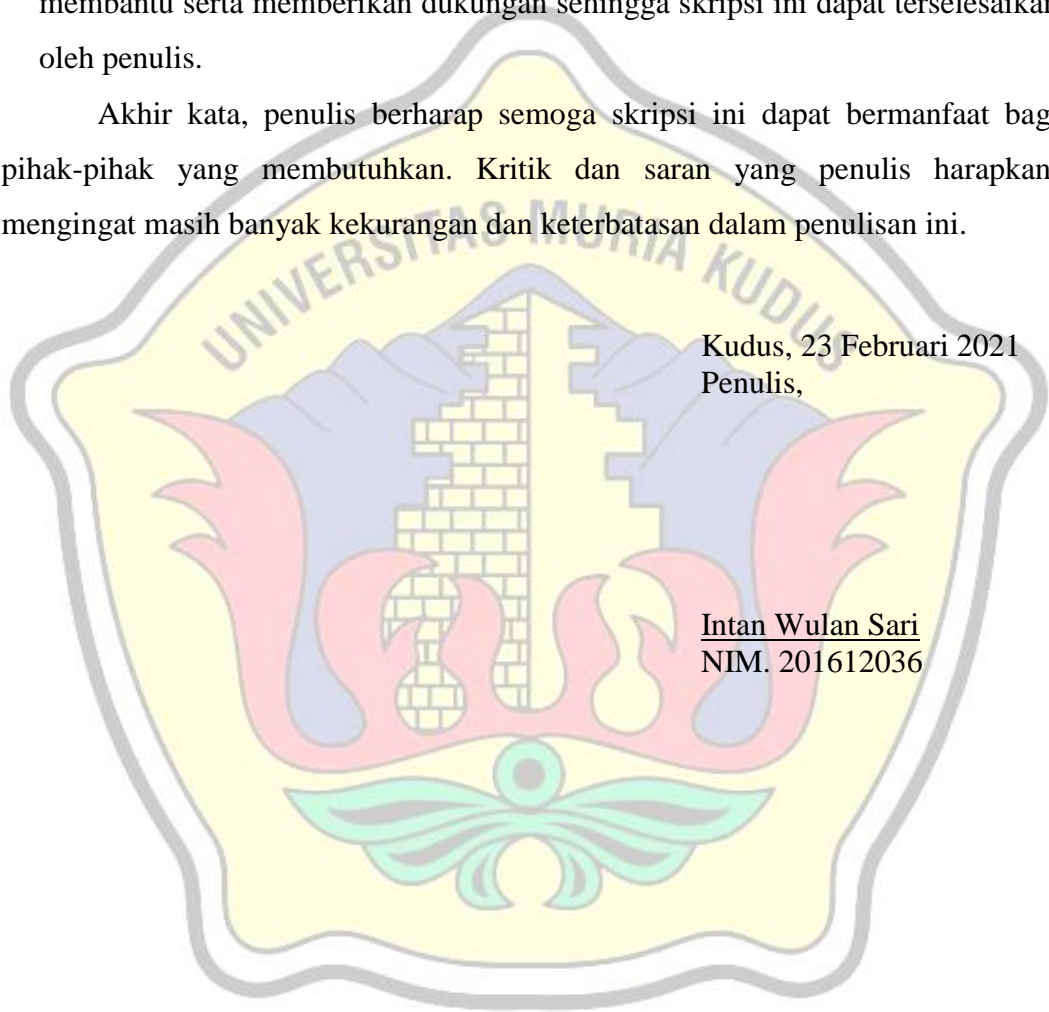 membantu serta memberikan dukungan sehingga skripsi ini dapat terselesaikan
oleh penulis.
Akhir kata, penulis berharap semoga skripsi ini dapat bermanfaat bag
pihak-pihak yang membutuhkan. Kritik dan saran yang penulis harapkan
mengingat masih banyak kekurangan dan keterbatasan dalam penulisan ini.
UNIVERSITAS MURIA KUDUS
Kudus, 23 Februari 2021
Penulis,
Intan Wulan Sari
NIM. 201612036